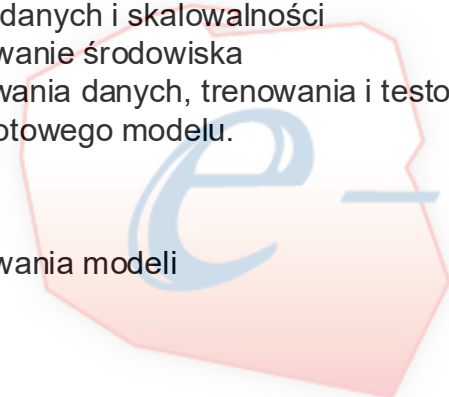 danych i skalowalności
wanie środowiska
wania danych, trenowania i testo
otowego modelu.
wania modeli
e-